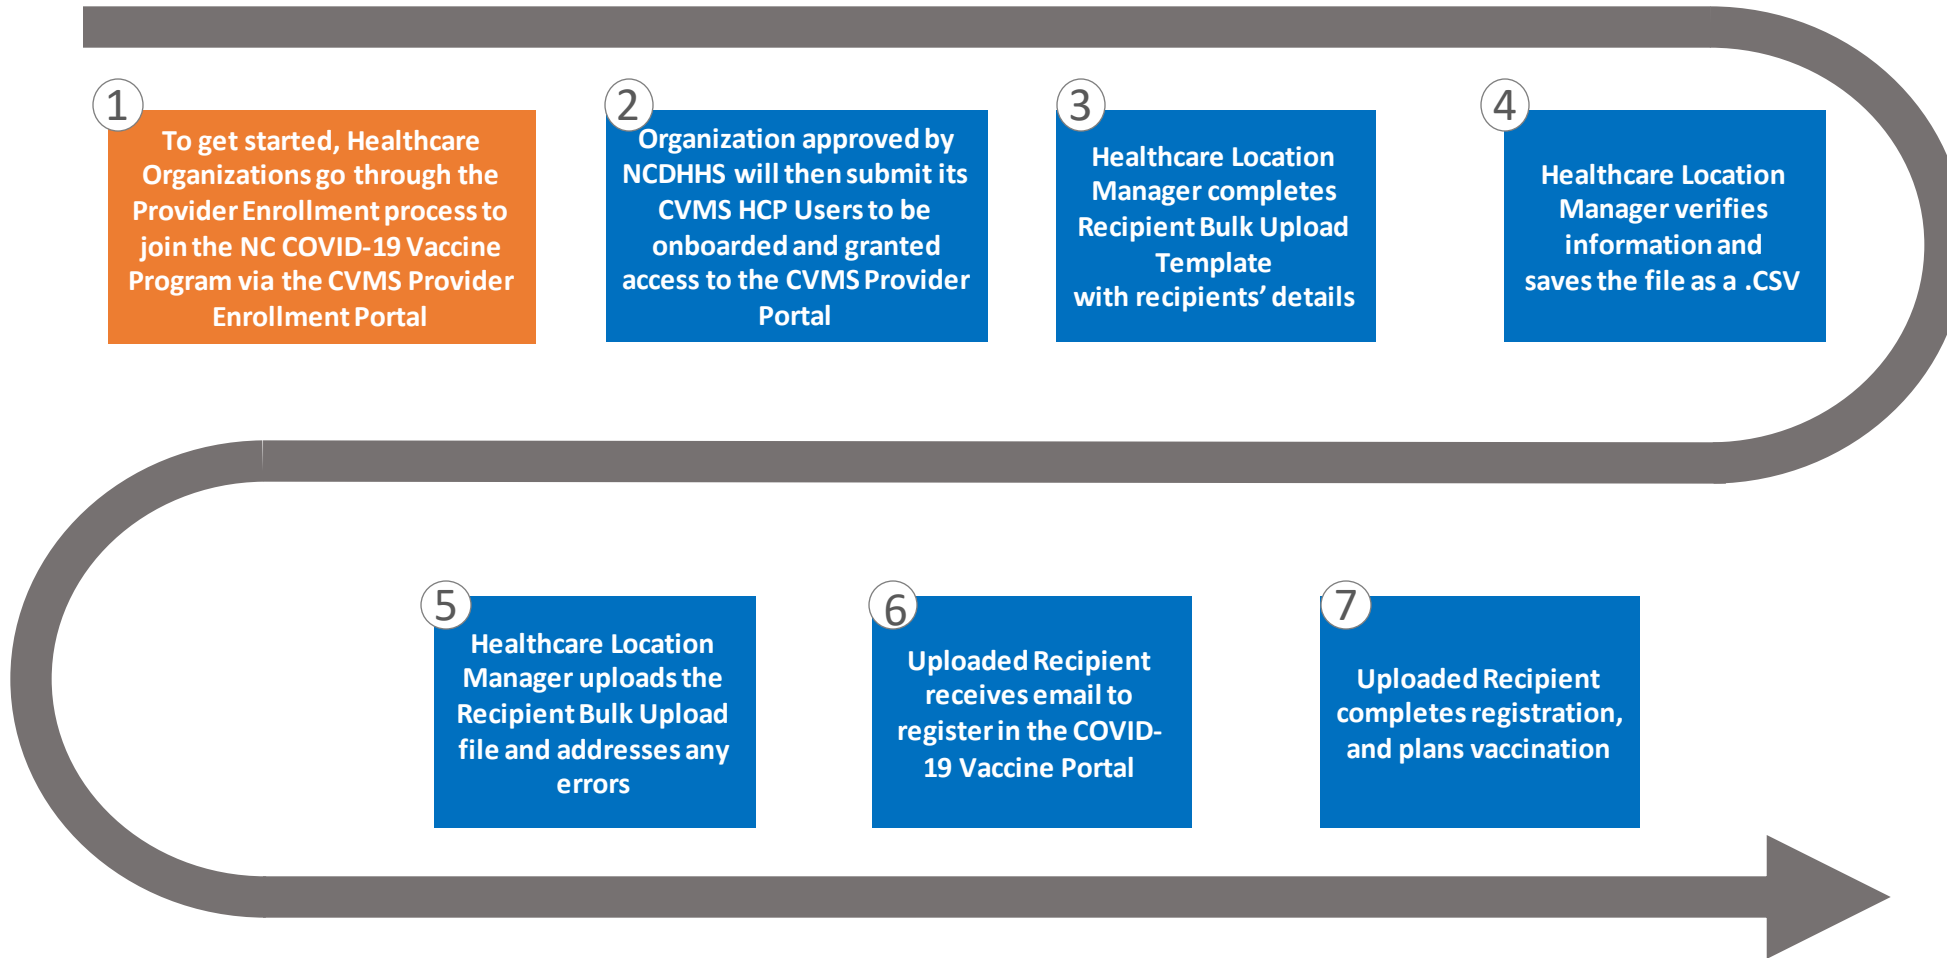 1
To get started, Healthcare
Organizations go through the
Provider Enrollment process to
join the NC COVID-19 Vaccine
Program via the CVMS Provider
Enrollment Portal
2
Organization approved by
NCDHHS will then submit its
CVMS HCP Users to be
onboarded and granted
access to the CVMS Provider
Portal
3
Healthcare Location
Manager completes
Recipient Bulk Upload
Template
with recipients’ details
4
Healthcare Location
Manager verifies
information and
saves the file as a .CSV
5
Healthcare Location
Manager uploads the
Recipient Bulk Upload
file and addresses any
errors
6
Uploaded Recipient
receives email to
register in the COVID-
19 Vaccine Portal
7
Uploaded Recipient
completes registration,
and plans vaccination